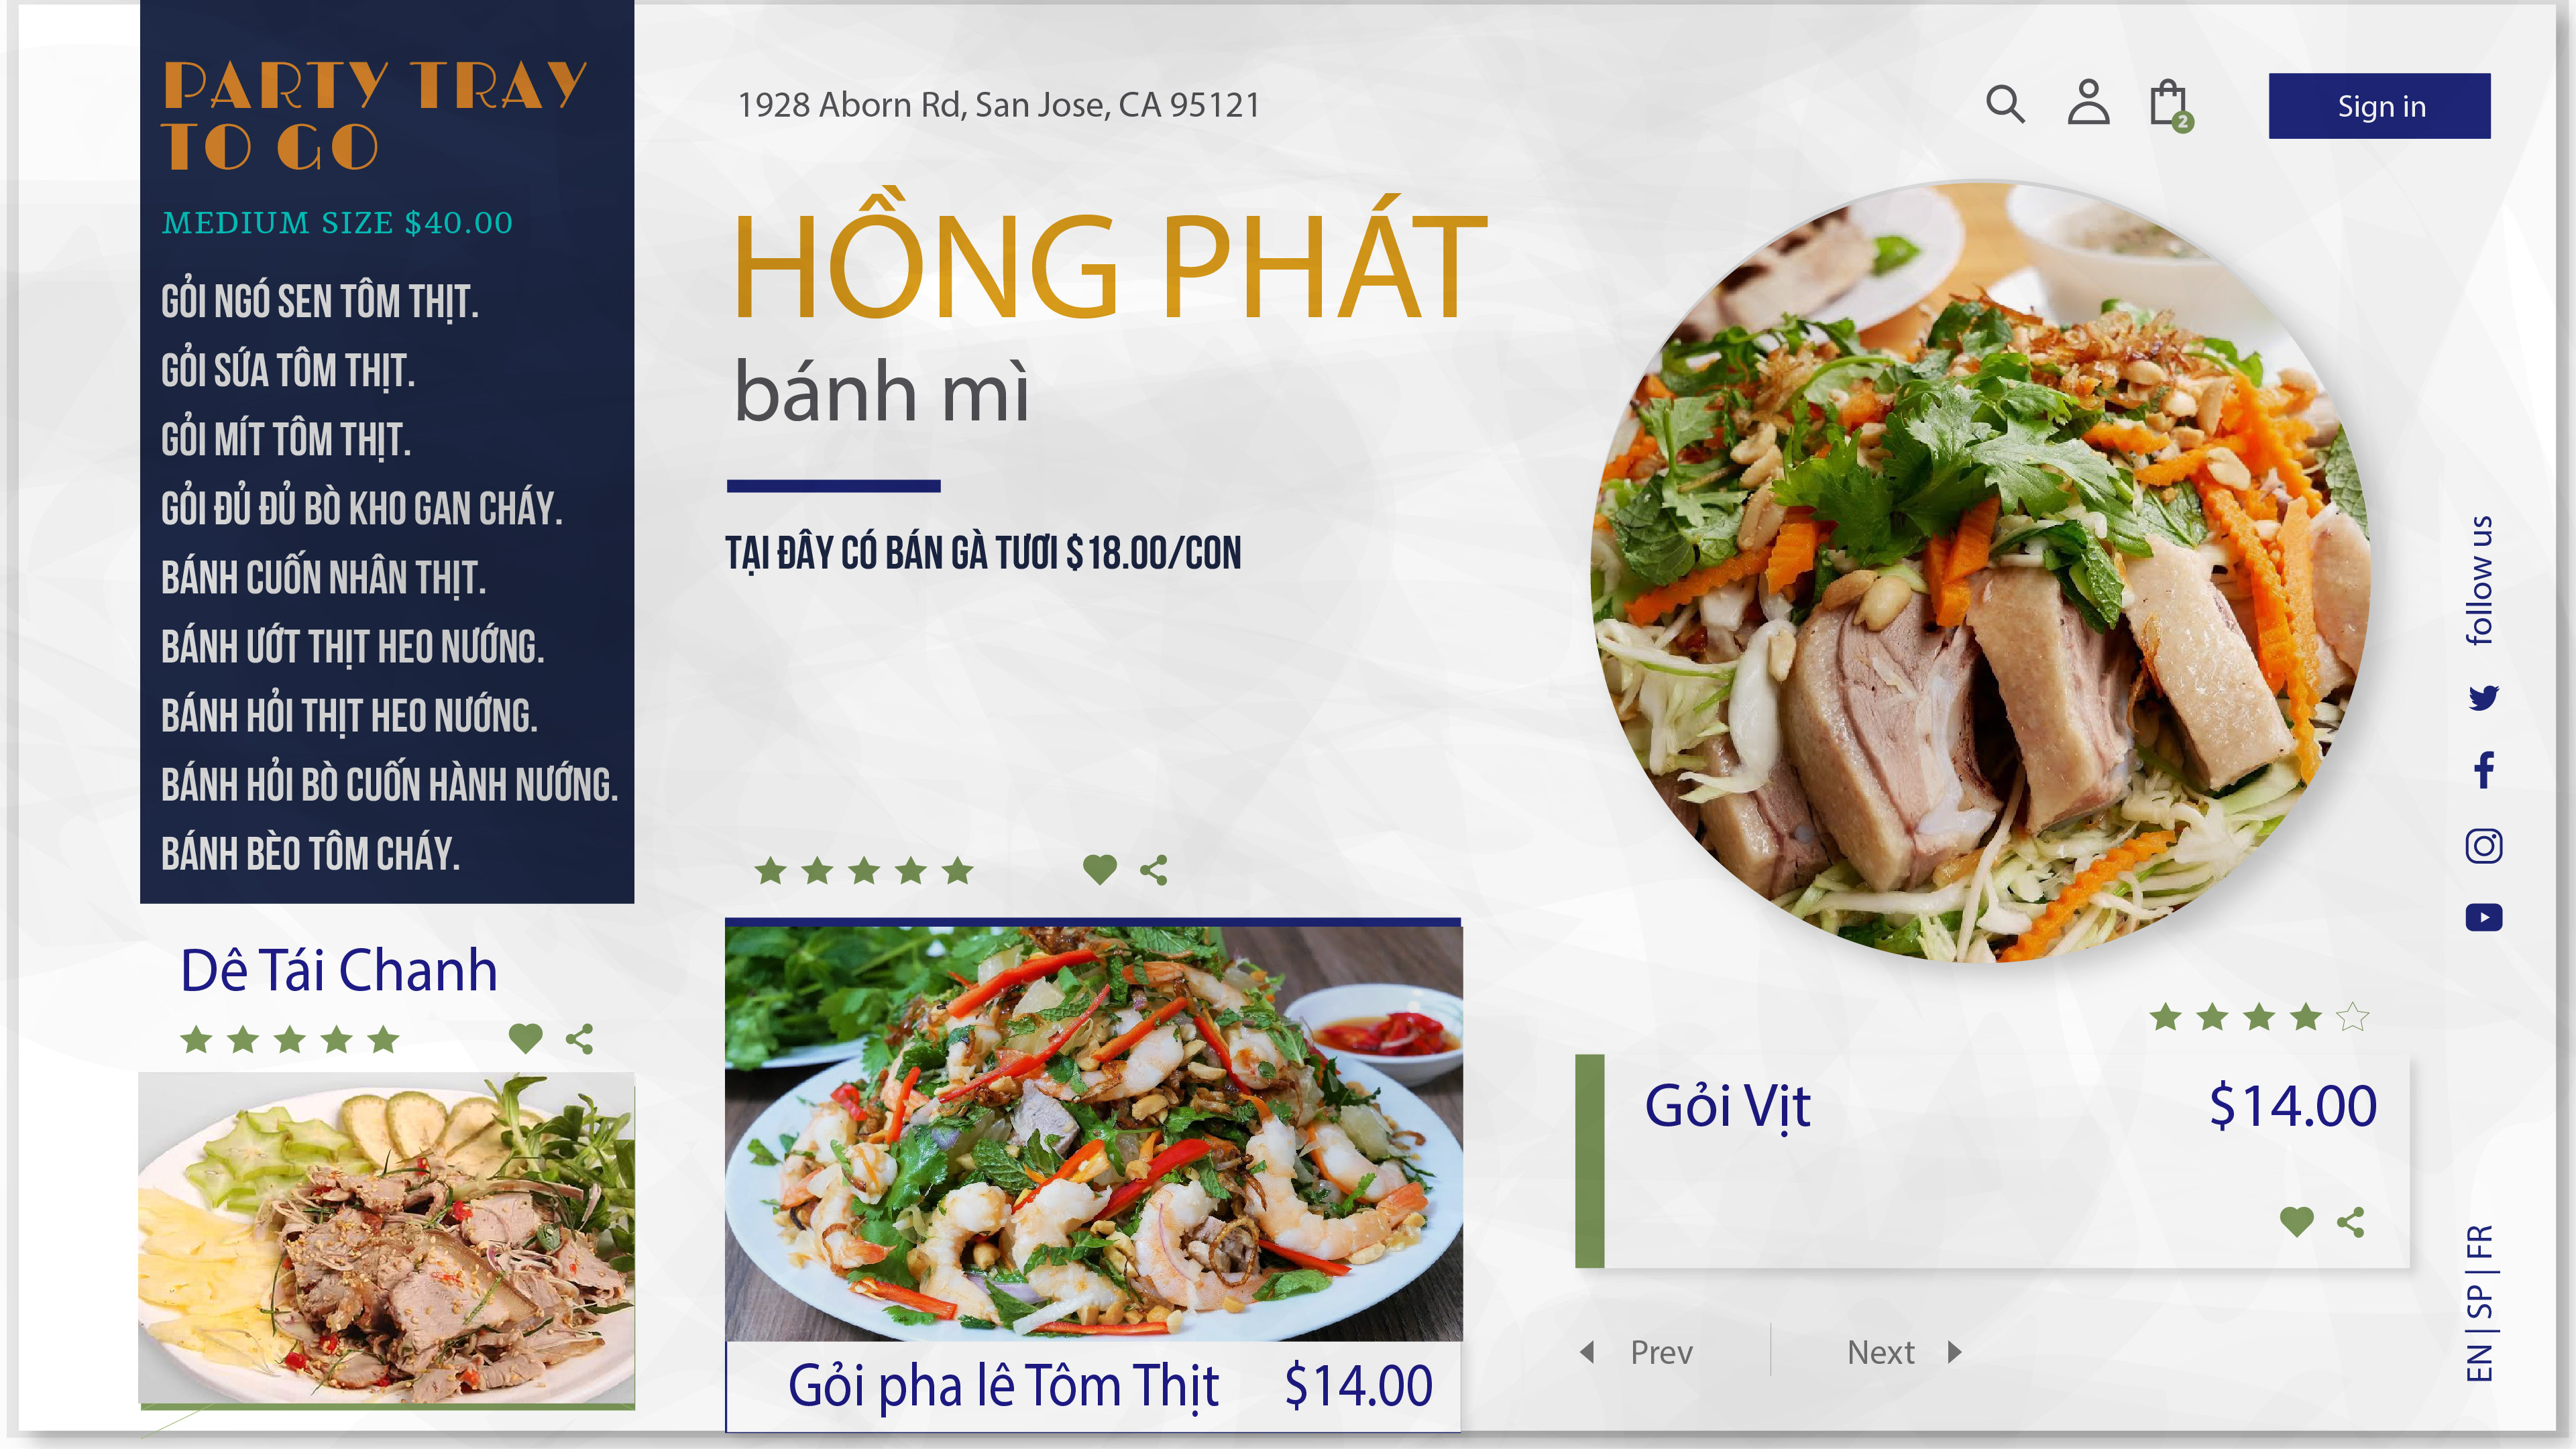 PARTY TRAY
TO GO
MEDIUM SIZE $40.00
GỎI NGÓ SEN TÔM THỊT.
GỎI SỨA TÔM THỊT.
GỎI MÍT TÔM THỊT.
GỎI ĐỦ ĐỦ BÒ KHO GAN CHÁY.
BÁNH CUỐN NHÂN THỊT.
BÁNH ƯỚT THỊT HEO NƯỚNG.
BÁNH HỎI THỊT HEO NƯỚNG.
BÁNH HỎI BÒ CUỐN HÀNH NƯỚNG.
BÁNH BÈO TÔM CHÁY.
Dê Tái Chanh
1928 Aborn Rd, San Jose, CA 95121
HỒNG PHÁT
bánh mì
TẠI ĐÂY CÓ BÁN GÀ TƯƠI $18.00/CON
Gỏi pha lê Tôm Thịt $14.00
2
Sign in
Gỏi Vịt $14.00
Prev
Next
follow us
EN | SP | FR